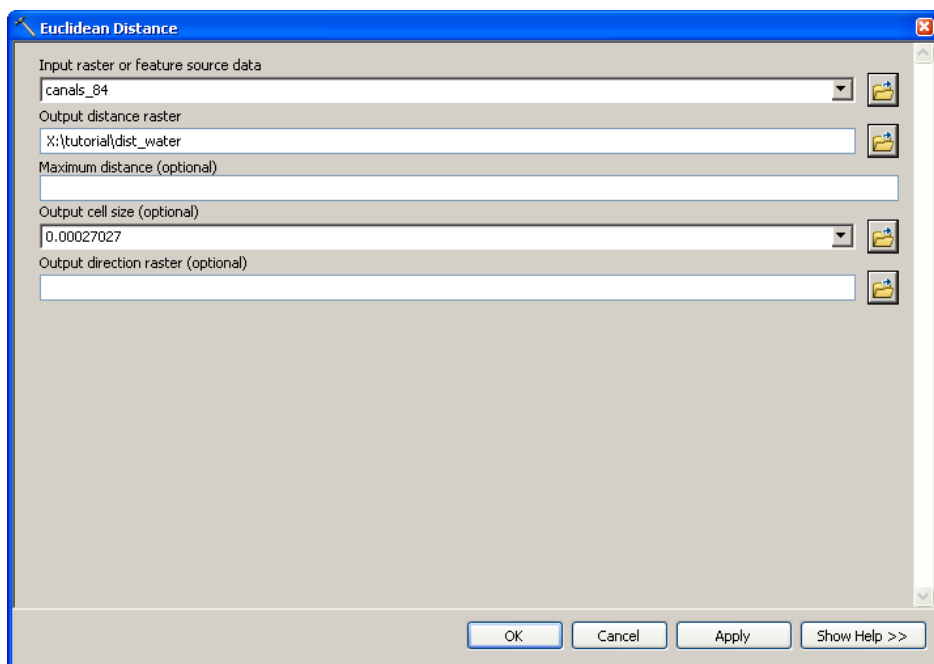 Euclidean Distance
Input raster or feature source data
canals_84
Output distance raster
X:\tutorial\dist_water
Maximum distance (optional)
Output cell size (optional)
0.00027027
Output direction raster (optional)
OK Cancel Apply Show Help >>